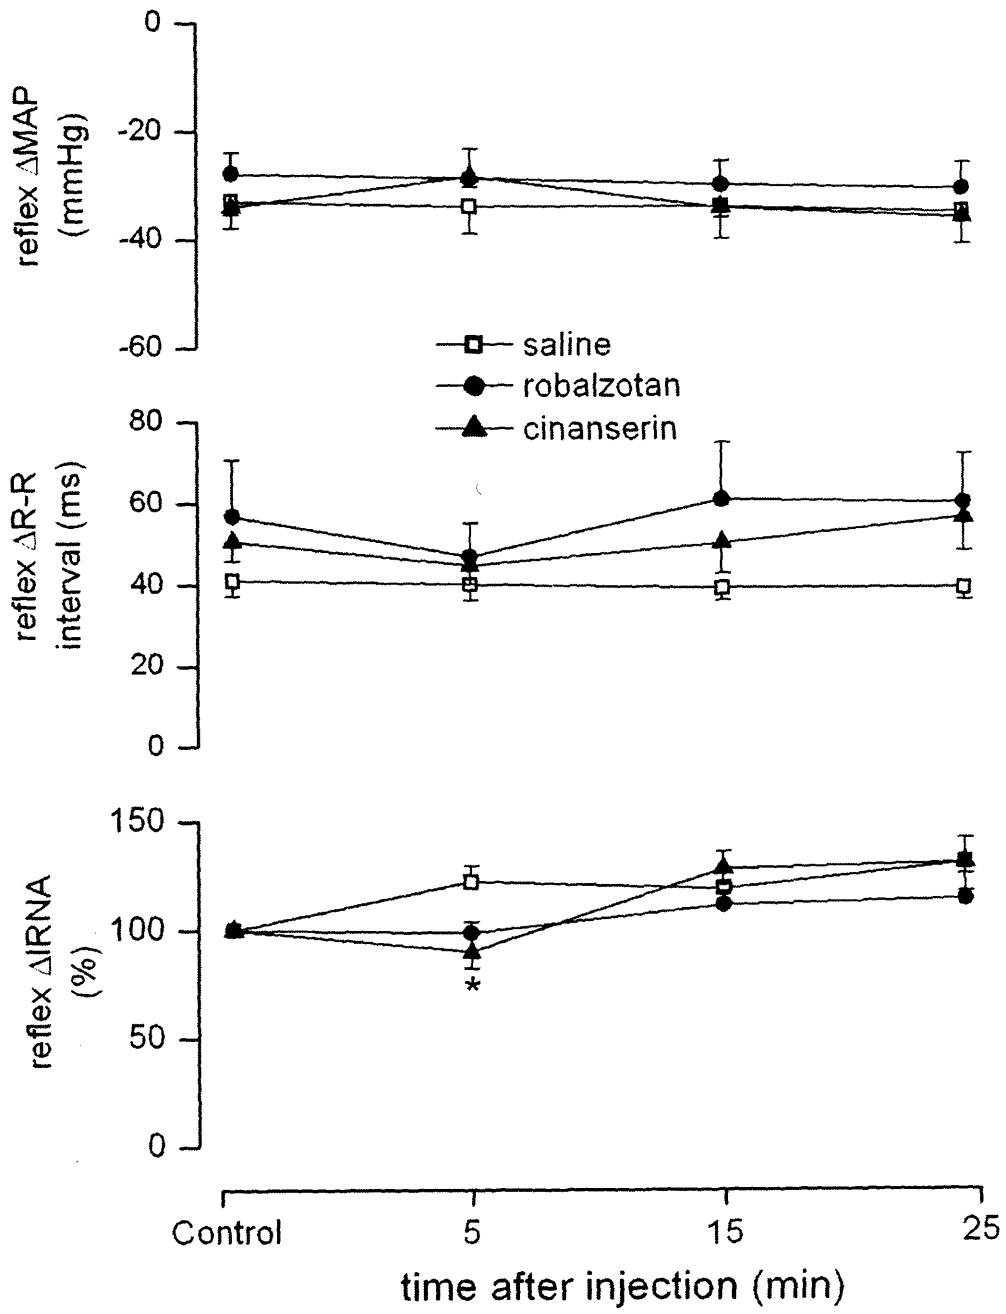 0
-20
-40
-60
reflex ΔMAP
(mmHg)
saline
robalzotan
cinanserin
80
60
40
20
0
reflex ΔR-R
interval (ms)
150
100
50
0
reflex ΔIRNA
(%)
*
Control 5 15 25
time after injection (min)